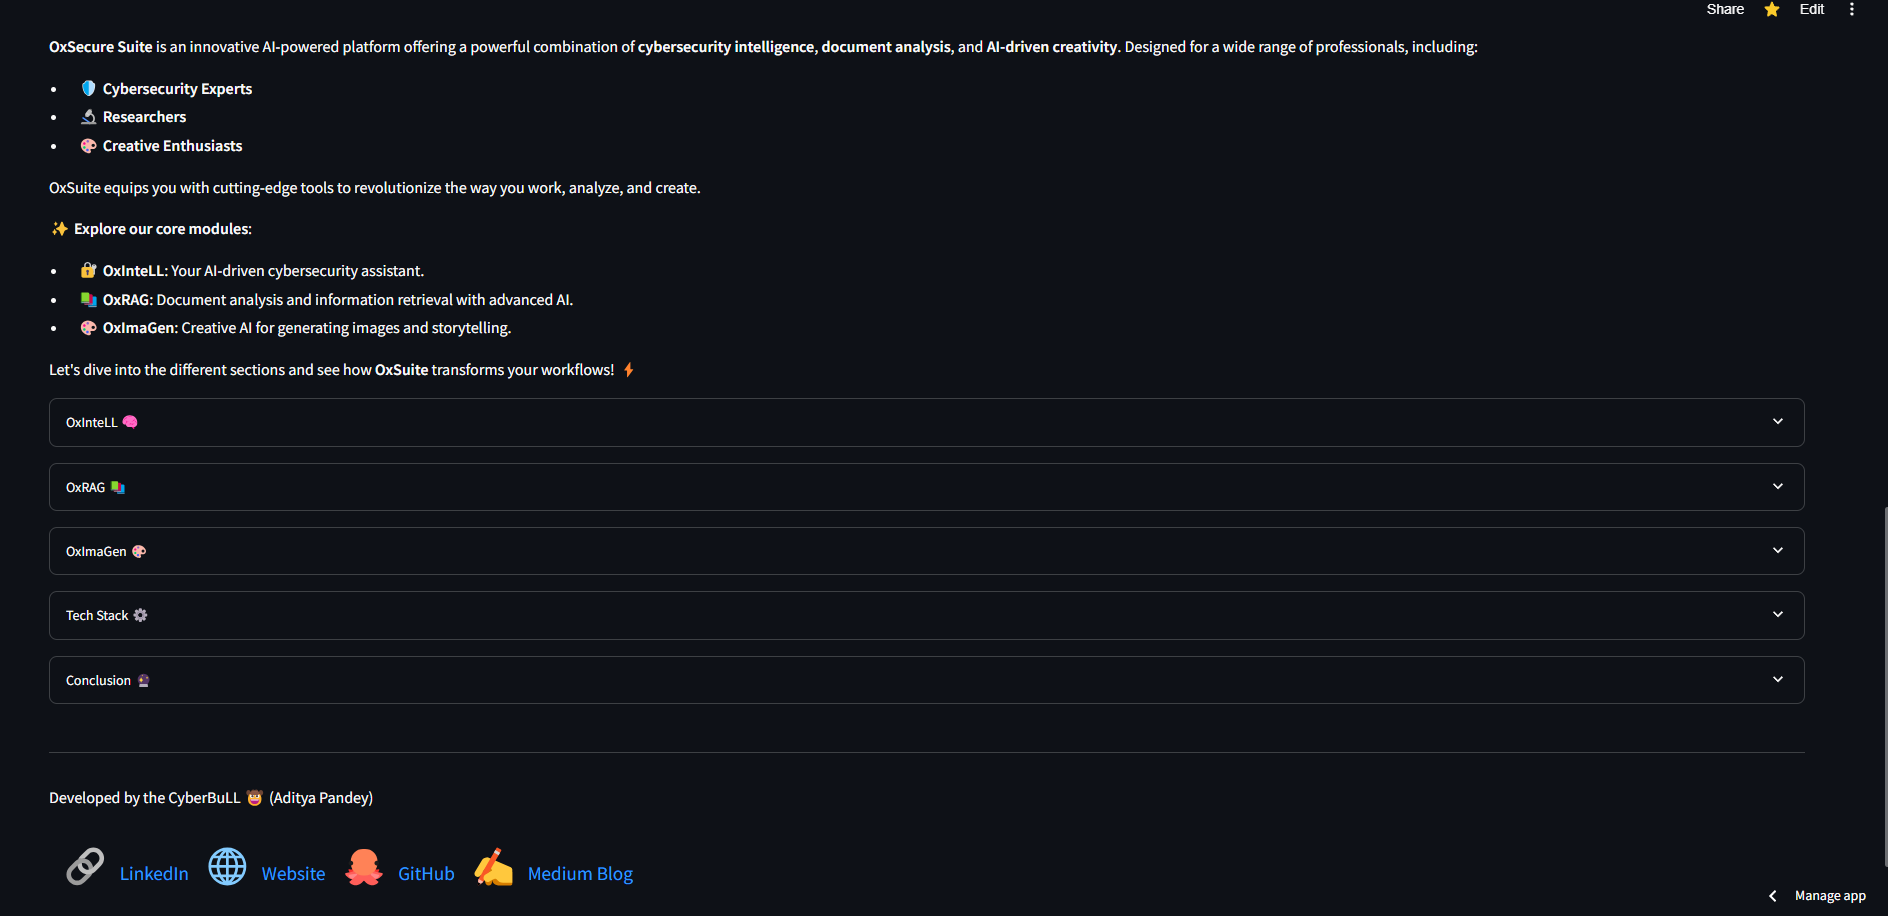 Share ⭐ Edit ⋮
OxSecure Suite is an innovative AI-powered platform offering a powerful combination of cybersecurity intelligence, document analysis, and AI-driven creativity. Designed for a wide range of professionals, including:
• 🛡️ Cybersecurity Experts
• 🔬 Researchers
• 🎨 Creative Enthusiasts
OxSuite equips you with cutting-edge tools to revolutionize the way you work, analyze, and create.
✨ Explore our core modules:
• 🔐 OxInteLL: Your AI-driven cybersecurity assistant.
• 📚 OxRAG: Document analysis and information retrieval with advanced AI.
• 🎨 OxImaGen: Creative AI for generating images and storytelling.
Let's dive into the different sections and see how OxSuite transforms your workflows! ⚡
OxInteLL 🧠
OxRAG 📚
OxImaGen 🎨
Tech Stack ⚙️
Conclusion 🔮
Developed by the CyberBuLL 🤠 (Aditya Pandey)
🔗 LinkedIn 🌐 Website 🐙 GitHub ✍️ Medium Blog
Manage app